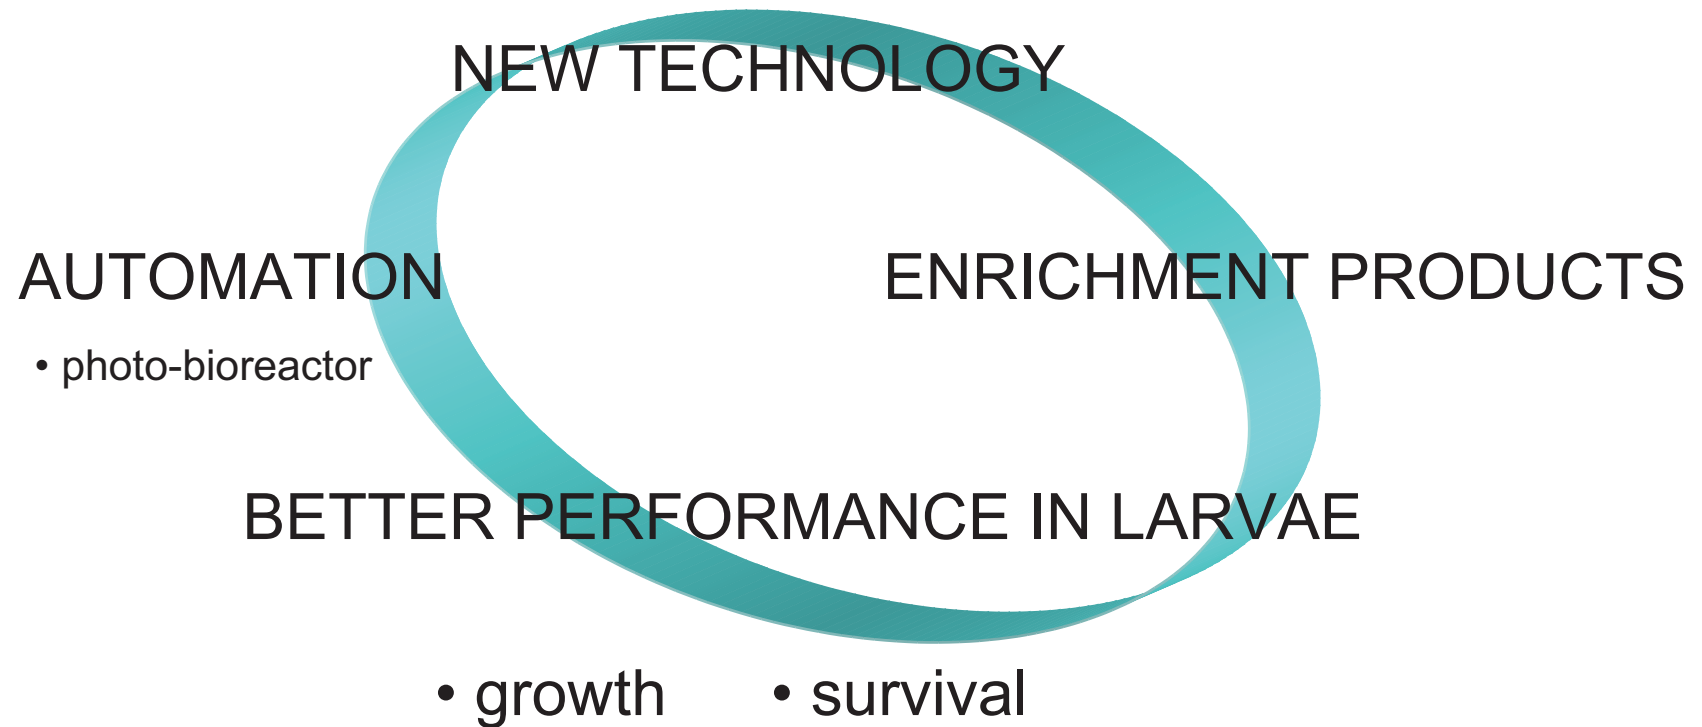 NEW TECHNOLOGY
AUTOMATION
ENRICHMENT PRODUCTS
• photo-bioreactor
BETTER PERFORMANCE IN LARVAE
• growth
• survival